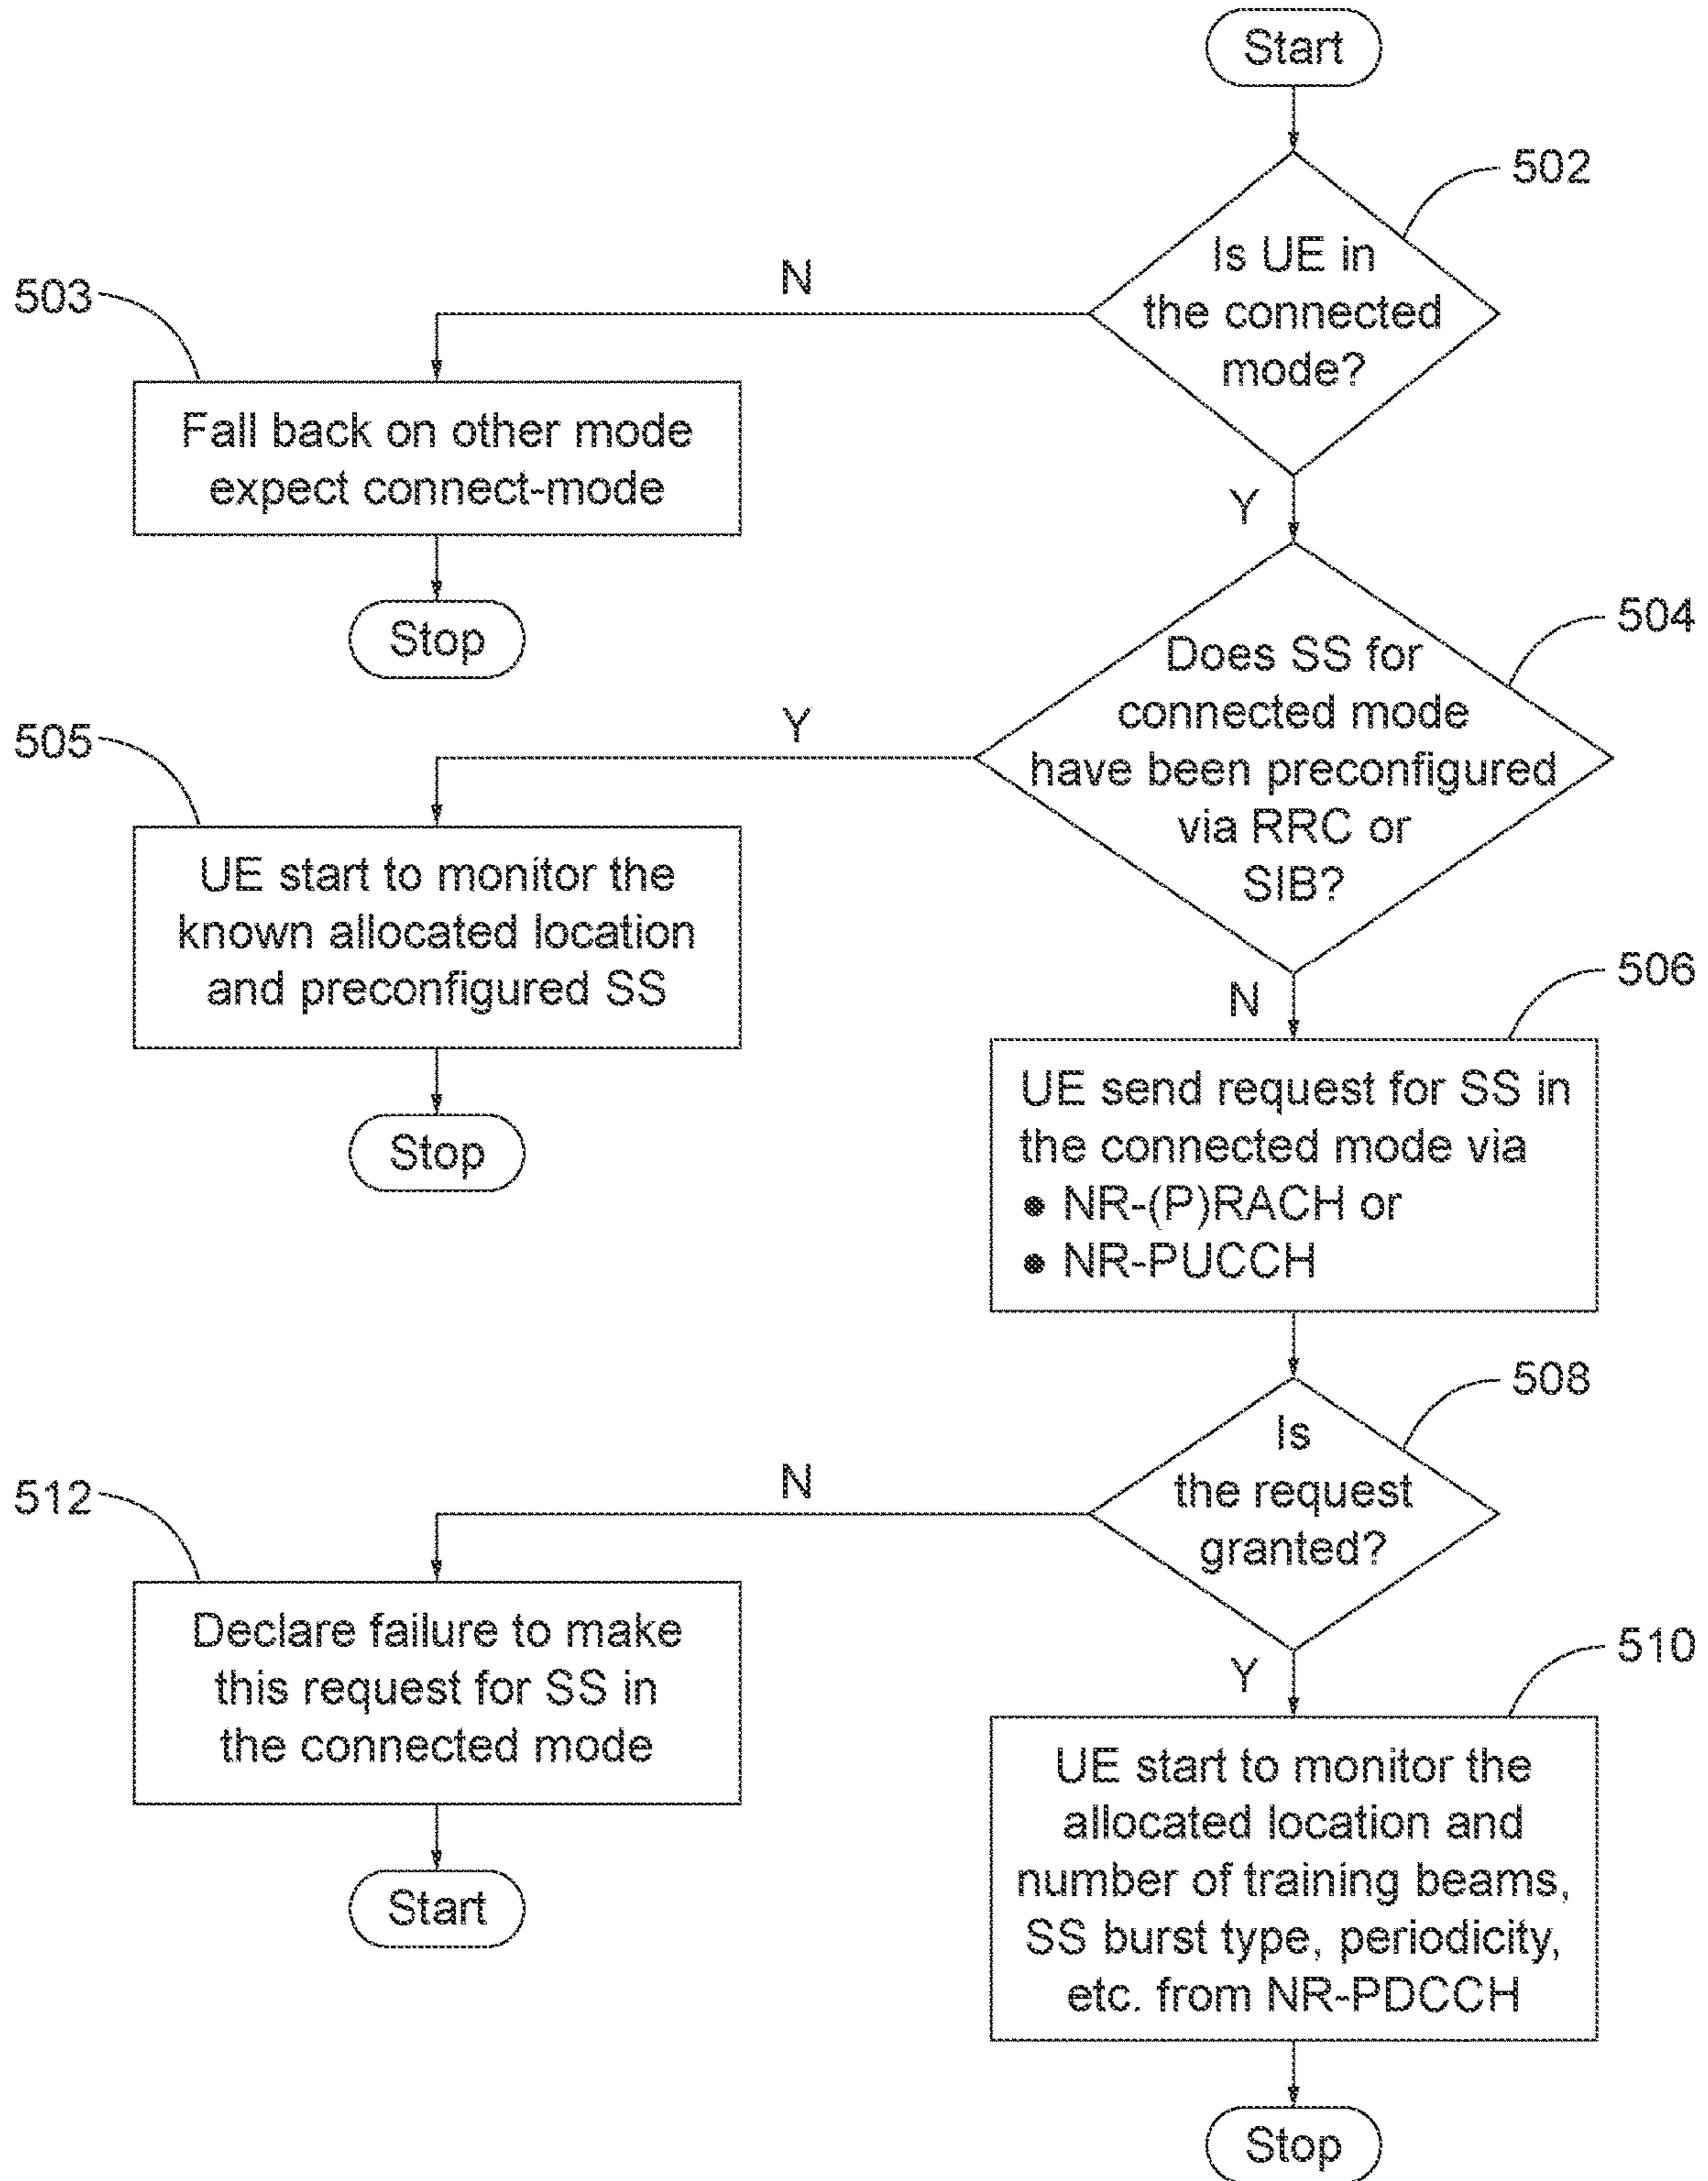 Start
502
Is UE in
the connected
mode?
N
503
Fall back on other mode
expect connect-mode
Stop
Y
504
Does SS for
connected mode
have been preconfigured
via RRC or
SIB?
Y
505
UE start to monitor the
known allocated location
and preconfigured SS
Stop
N
506
UE send request for SS in
the connected mode via
• NR-(P)RACH or
• NR-PUCCH
508
Is
the request
granted?
N
512
Declare failure to make
this request for SS in
the connected mode
Start
Y
510
UE start to monitor the
allocated location and
number of training beams,
SS burst type, periodicity,
etc. from NR-PDCCH
Stop